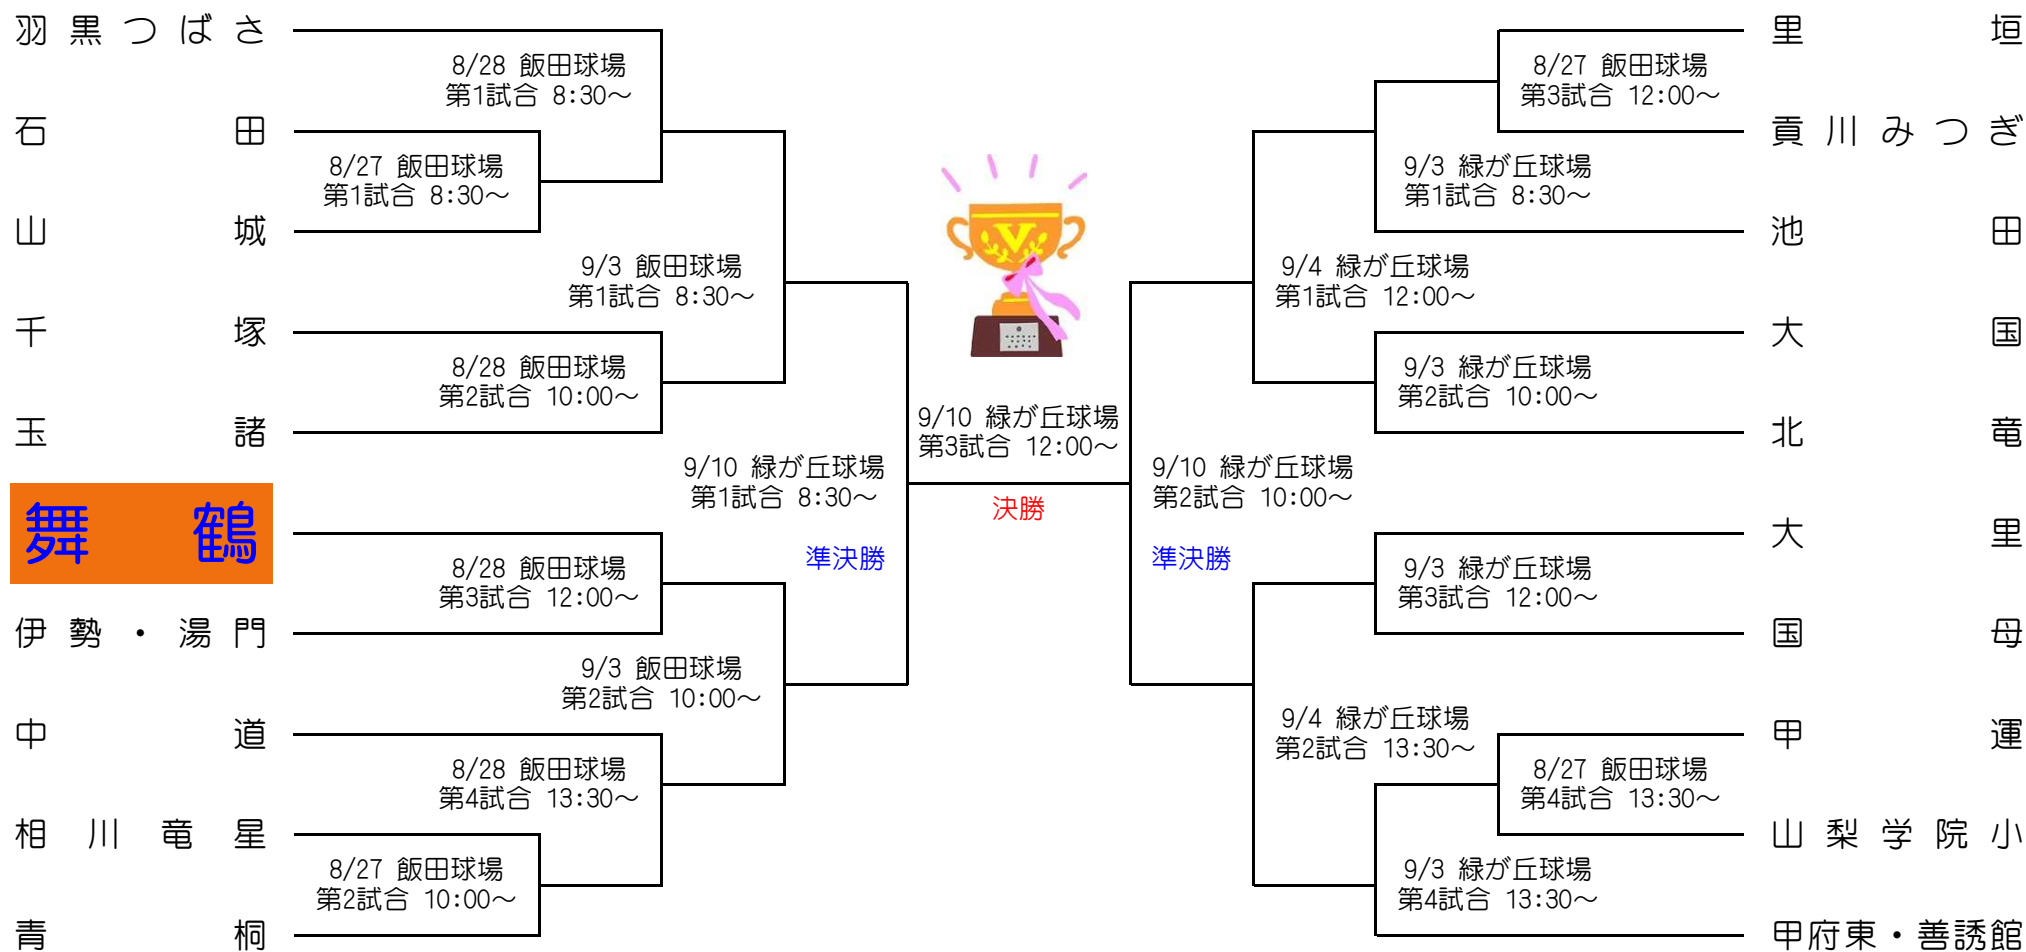 羽黒つばさ
8/28 飯田球場
第1試合 8:30～
石田
8/27 飯田球場
第1試合 8:30～
山城
9/3 飯田球場
第1試合 8:30～
千塚
8/28 飯田球場
第2試合 10:00～
玉諸
9/10 緑が丘球場
第1試合 8:30～
準決勝
舞鶴
8/28 飯田球場
第3試合 12:00～
伊勢・湯門
9/3 飯田球場
第2試合 10:00～
中道
8/28 飯田球場
第4試合 13:30～
相川竜星
8/27 飯田球場
第2試合 10:00～
青桐
V
9/10 緑が丘球場
第3試合 12:00～
決勝
里垣
8/27 飯田球場
第3試合 12:00～
貢川みつぎ
9/3 緑が丘球場
第1試合 8:30～
池田
9/4 緑が丘球場
第1試合 12:00～
大国
9/3 緑が丘球場
第2試合 10:00～
北竜
9/10 緑が丘球場
第2試合 10:00～
準決勝
大里
9/3 緑が丘球場
第3試合 12:00～
国母
9/4 緑が丘球場
第2試合 13:30～
甲運
8/27 飯田球場
第4試合 13:30～
山梨学院小
9/3 緑が丘球場
第4試合 13:30～
甲府東・善誘館